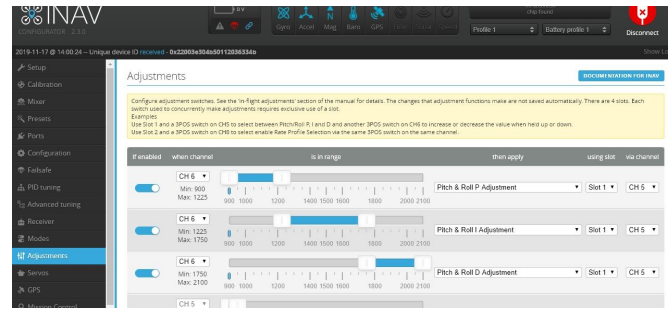 INAV
CONFIGURATOR 2.3.0
0 V
Gyro Accel Mag Baro GPS
chip found
Profile 1 Battery profile 1
Disconnect
2019-11-17 @ 14:00:24 -- Unique device ID received - 0x22003e304b50112036334b
Show Lo
Setup
Calibration
Mixer
Presets
Ports
Configuration
Failsafe
PID tuning
Advanced tuning
Receiver
Modes
Adjustments
Servos
GPS
Mission Control
Adjustments
DOCUMENTATION FOR INAV
Configure adjustment switches. See the 'in-flight adjustments' section of the manual for details. The changes that adjustment functions make are not saved automatically. There are 4 slots. Each
switch used to concurrently make adjustments requires exclusive use of a slot.
Examples
Use Slot 1 and a 3POS switch on CH5 to select between Pitch/Roll P, I and D and another 3POS switch on CH6 to increase or decrease the value when held up or down.
Use Slot 2 and a 3POS switch on CH8 to select enable Rate Profile Selection via the same 3POS switch on the same channel.
If enabled when channel is in range then apply using slot via channel
CH 6
Min: 900
Max: 1225
900 1000 1200 1400 1500 1600 1800 2000 2100
Pitch & Roll P Adjustment Slot 1 CH 5
CH 6
Min: 1225
Max: 1750
900 1000 1200 1400 1500 1600 1800 2000 2100
Pitch & Roll I Adjustment Slot 1 CH 5
CH 6
Min: 1750
Max: 2100
900 1000 1200 1400 1500 1600 1800 2000 2100
Pitch & Roll D Adjustment Slot 1 CH 5
CH 5